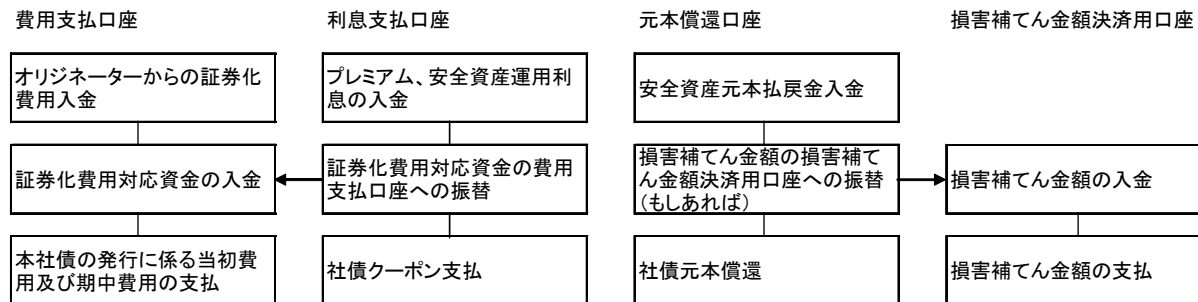 費用支払口座
利息支払口座
元本償還口座
損害補てん金額決済用口座
オリジネーターからの証券化
費用入金
プレミアム、安全資産運用利
息の入金
安全資産元本払戻金入金
証券化費用対応資金の入金
証券化費用対応資金の費用
支払口座への振替
損害補てん金額の損害補て
ん金額決済用口座への振替
(もしあれば)
損害補てん金額の入金
本社債の発行に係る当初費
用及び期中費用の支払
社債クーポン支払
社債元本償還
損害補てん金額の支払